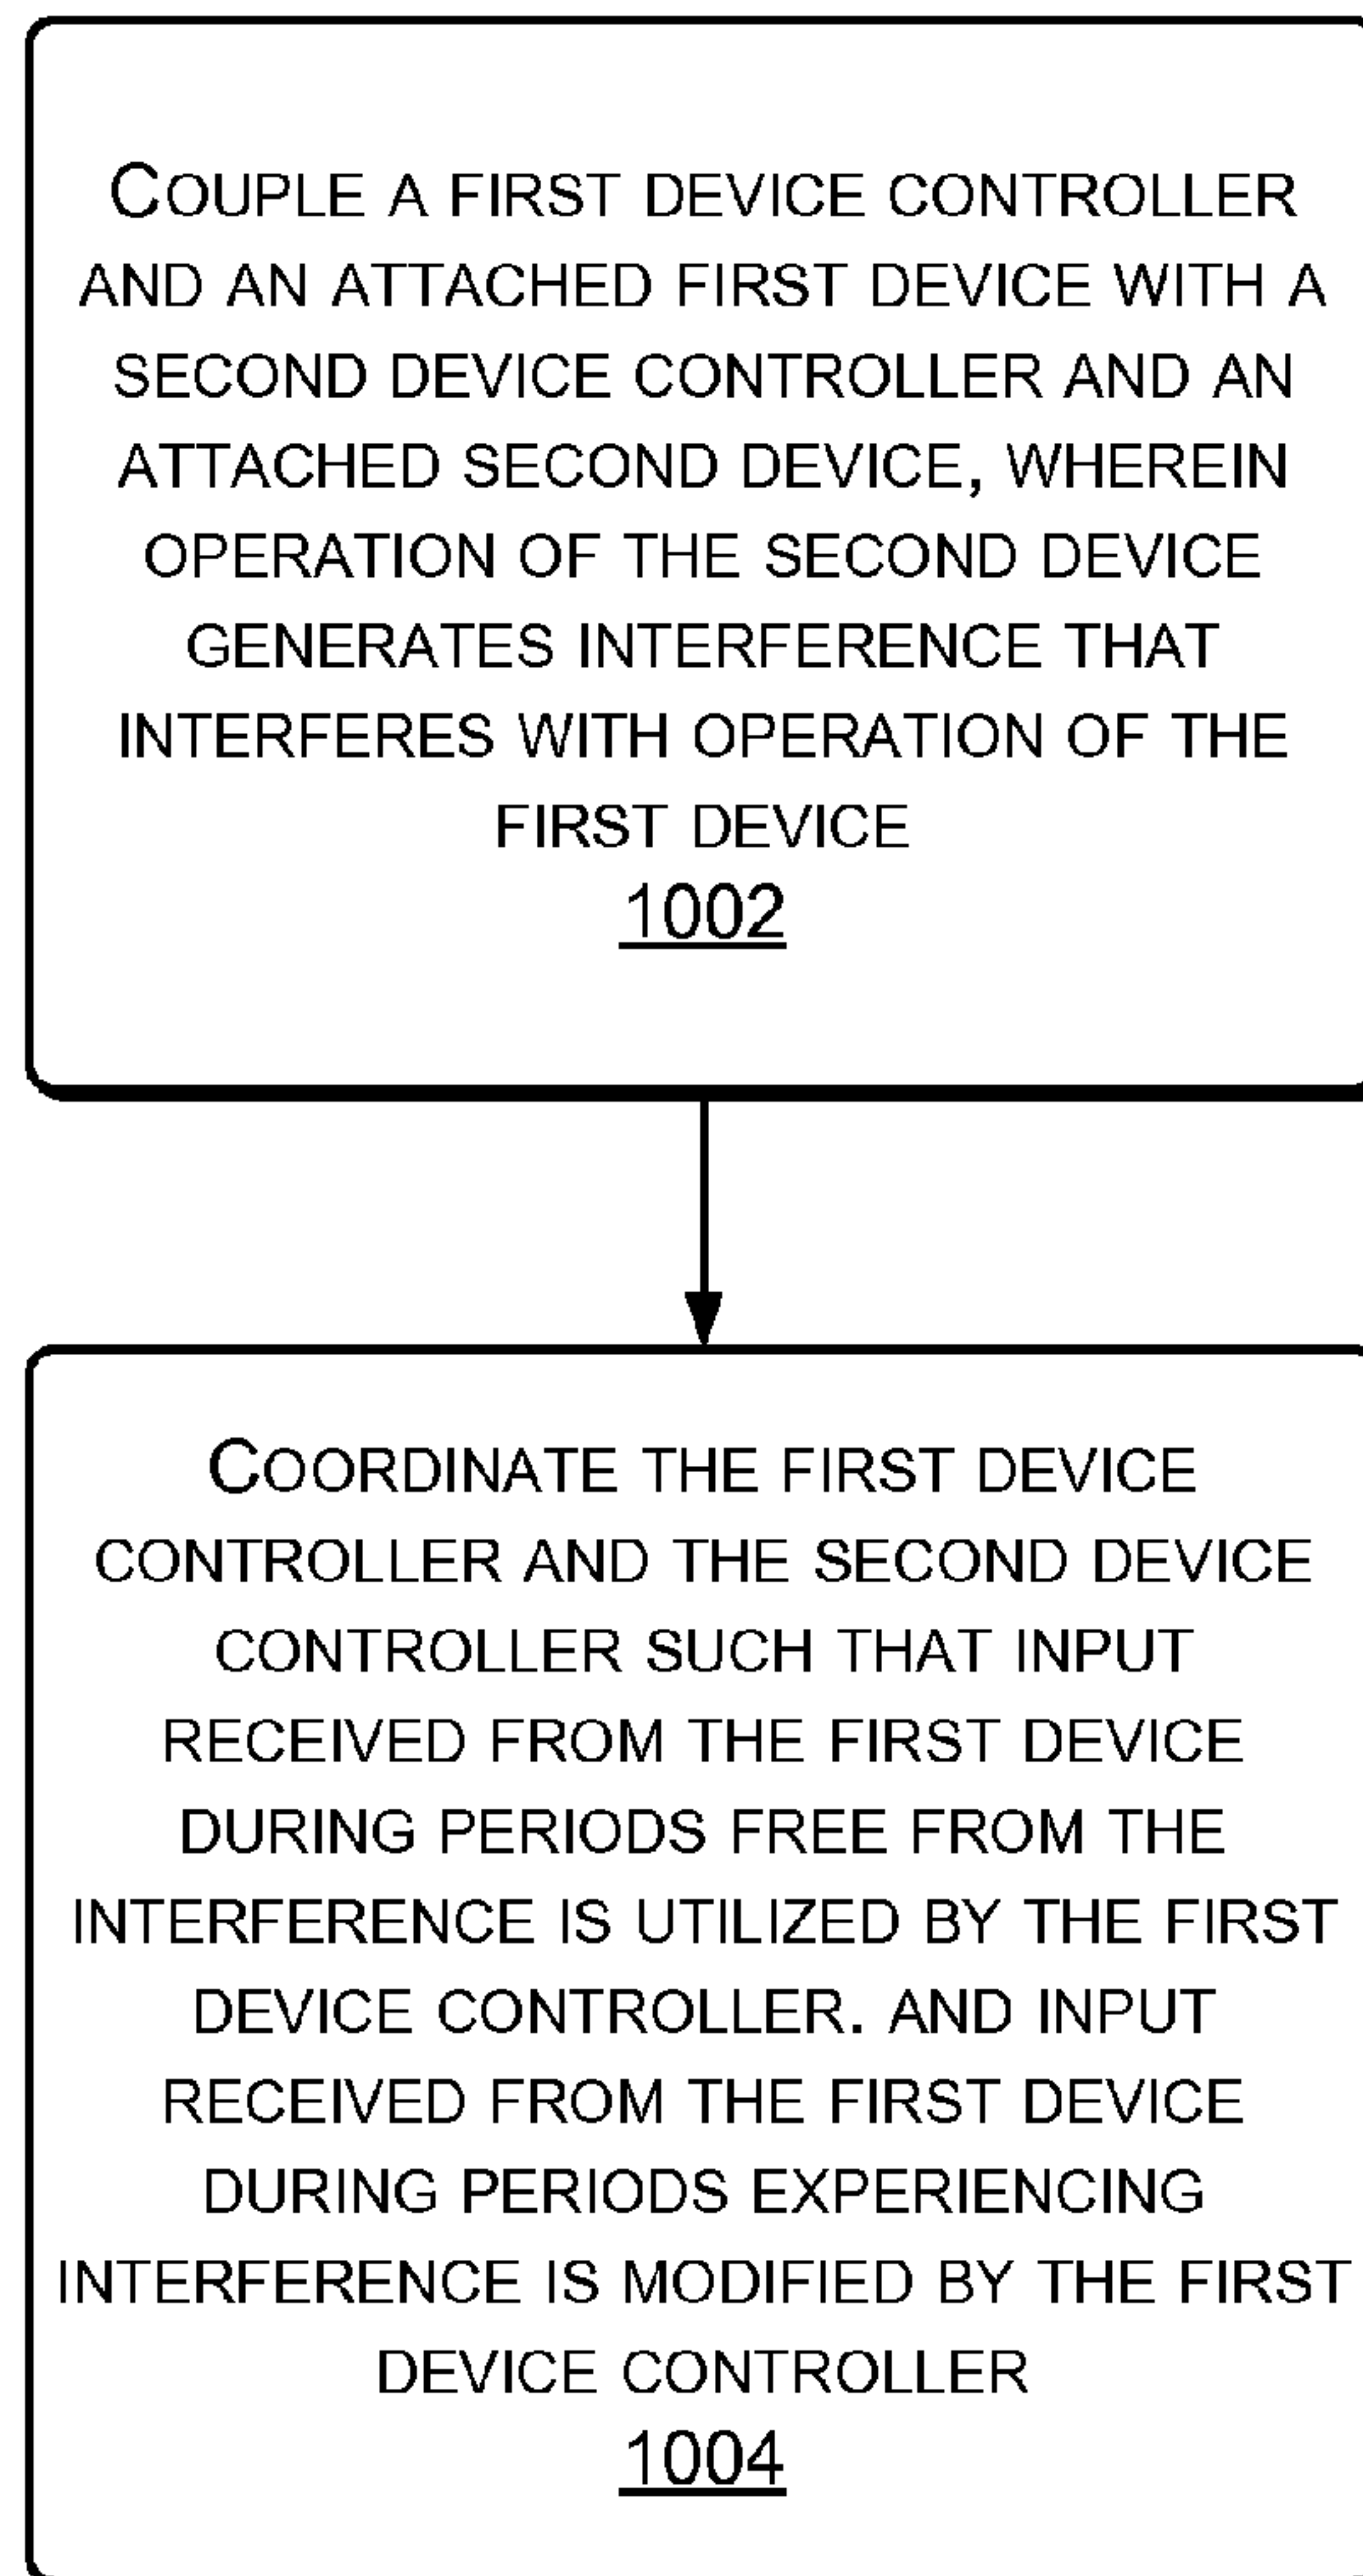 COUPLE A FIRST DEVICE CONTROLLER
AND AN ATTACHED FIRST DEVICE WITH A
SECOND DEVICE CONTROLLER AND AN
ATTACHED SECOND DEVICE, WHEREIN
OPERATION OF THE SECOND DEVICE
GENERATES INTERFERENCE THAT
INTERFERES WITH OPERATION OF THE
FIRST DEVICE
1002
COORDINATE THE FIRST DEVICE
CONTROLLER AND THE SECOND DEVICE
CONTROLLER SUCH THAT INPUT
RECEIVED FROM THE FIRST DEVICE
DURING PERIODS FREE FROM THE
INTERFERENCE IS UTILIZED BY THE FIRST
DEVICE CONTROLLER. AND INPUT
RECEIVED FROM THE FIRST DEVICE
DURING PERIODS EXPERIENCING
INTERFERENCE IS MODIFIED BY THE FIRST
DEVICE CONTROLLER
1004